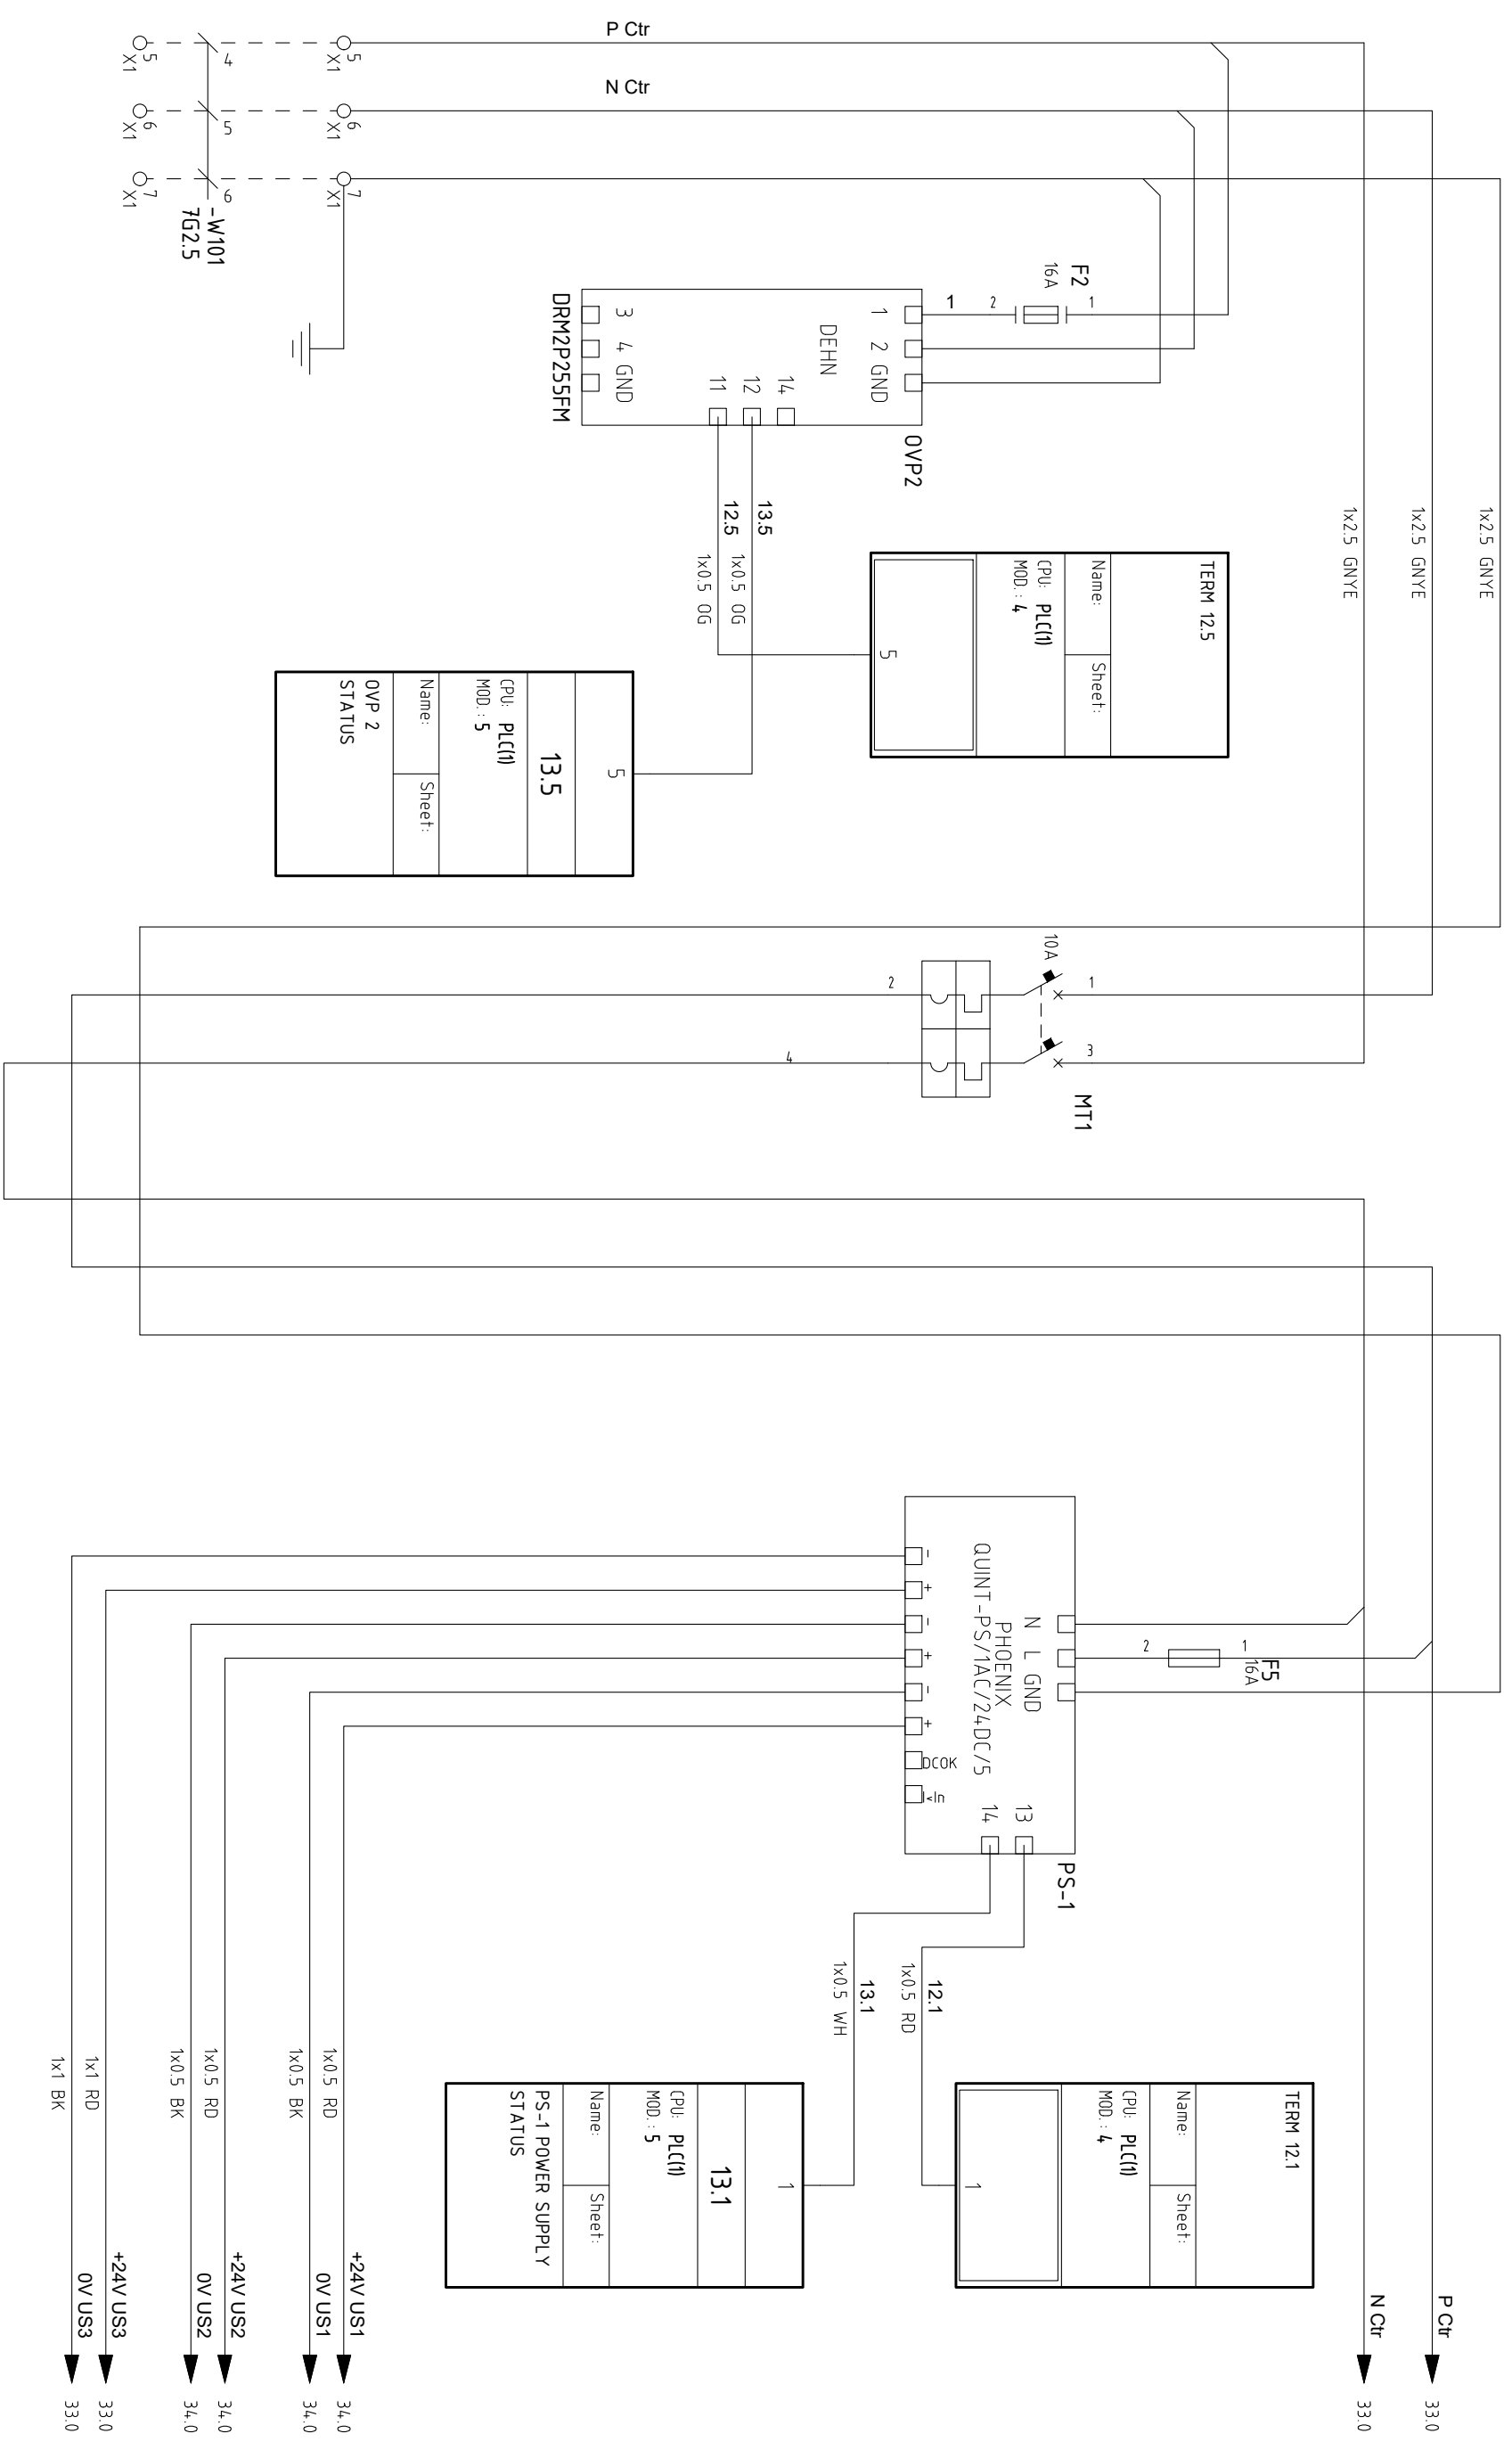 P Ctr
N Ctr
5
X1
4
5
X1
6
X1
5
6
X1
7
X1
6
7
X1
-W101
7G2.5
F2
16A
1
2
1
1 2 GND
DEHN
14
12
11
3 4 GND
DRM2P255FM
OVP2
13.5
1x0.5 OG
12.5
1x0.5 OG
1x2.5 GNYE
1x2.5 GNYE
1x2.5 GNYE
TERM 12.5
Name:
Sheet:
CPU: PLC(1)
MOD.: 4
5
5
13.5
CPU: PLC(1)
MOD.: 5
Name:
Sheet:
OVP 2
STATUS
10A
1
3
2
4
MT1
F5
16A
1
2
N L GND
PHOENIX
QUINT-PS/1AC/24DC/5
- + - + - +
DCOK
I<In
13
14
PS-1
12.1
1x0.5 RD
13.1
1x0.5 WH
TERM 12.1
Name:
Sheet:
CPU: PLC(1)
MOD.: 4
1
1
13.1
CPU: PLC(1)
MOD.: 5
Name:
Sheet:
PS-1 POWER SUPPLY
STATUS
P Ctr
33.0
N Ctr
33.0
1x0.5 RD
+24V US1
34.0
1x0.5 BK
0V US1
34.0
1x0.5 RD
+24V US2
34.0
1x0.5 BK
0V US2
34.0
1x1 RD
+24V US3
33.0
1x1 BK
0V US3
33.0